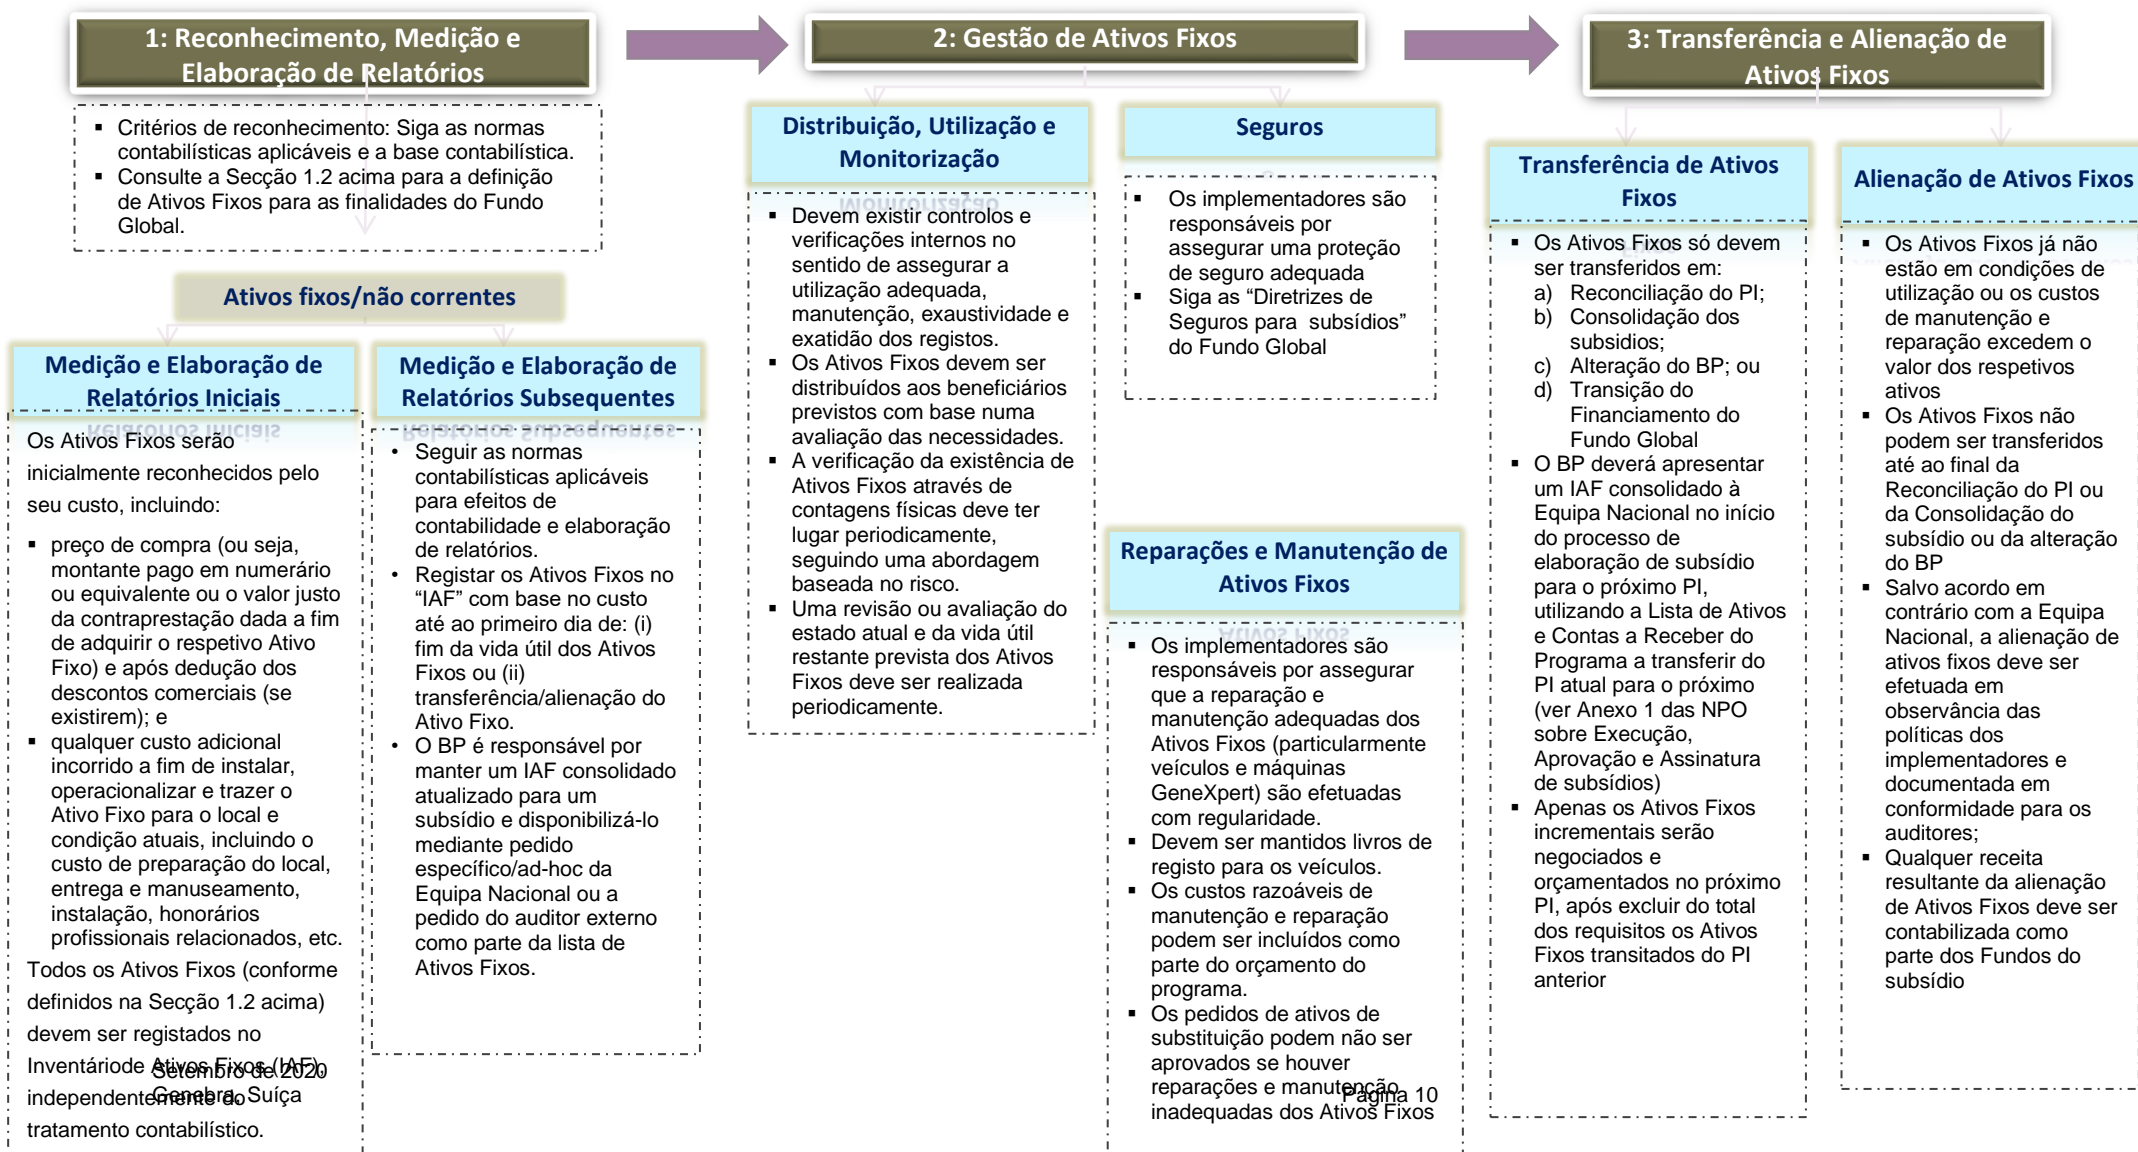 1: Reconhecimento, Medição e
Elaboração de Relatórios
▪ Critérios de reconhecimento: Siga as normas
contabilísticas aplicáveis e a base contabilística.
▪ Consulte a Secção 1.2 acima para a definição
de Ativos Fixos para as finalidades do Fundo
Global.
Ativos fixos/não correntes
Medição e Elaboração de
Relatórios Iniciais
Os Ativos Fixos serão
inicialmente reconhecidos pelo
seu custo, incluindo:
▪ preço de compra (ou seja,
montante pago em numerário
ou equivalente ou o valor justo
da contraprestação dada a fim
de adquirir o respetivo Ativo
Fixo) e após dedução dos
descontos comerciais (se
existirem); e
▪ qualquer custo adicional
incorrido a fim de instalar,
operacionalizar e trazer o
Ativo Fixo para o local e
condição atuais, incluindo o
custo de preparação do local,
entrega e manuseamento,
instalação, honorários
profissionais relacionados, etc.
Todos os Ativos Fixos (conforme
definidos na Secção 1.2 acima)
devem ser registados no
Inventáriode Ativos Fixos (IAF),
independentemente do
tratamento contabilístico.
Medição e Elaboração de
Relatórios Subsequentes
• Seguir as normas
contabilísticas aplicáveis
para efeitos de
contabilidade e elaboração
de relatórios.
• Registar os Ativos Fixos no
“IAF” com base no custo
até ao primeiro dia de: (i)
fim da vida útil dos Ativos
Fixos ou (ii)
transferência/alienação do
Ativo Fixo.
• O BP é responsável por
manter um IAF consolidado
atualizado para um
subsídio e disponibilizá-lo
mediante pedido
específico/ad-hoc da
Equipa Nacional ou a
pedido do auditor externo
como parte da lista de
Ativos Fixos.
2: Gestão de Ativos Fixos
Distribuição, Utilização e
Monitorização
▪ Devem existir controlos e
verificações internos no
sentido de assegurar a
utilização adequada,
manutenção, exaustividade e
exatidão dos registos.
▪ Os Ativos Fixos devem ser
distribuídos aos beneficiários
previstos com base numa
avaliação das necessidades.
▪ A verificação da existência de
Ativos Fixos através de
contagens físicas deve ter
lugar periodicamente,
seguindo uma abordagem
baseada no risco.
▪ Uma revisão ou avaliação do
estado atual e da vida útil
restante prevista dos Ativos
Fixos deve ser realizada
periodicamente.
Seguros
▪ Os implementadores são
responsáveis por
assegurar uma proteção
de seguro adequada
▪ Siga as “Diretrizes de
Seguros para subsídios”
do Fundo Global
Reparações e Manutenção de
Ativos Fixos
▪ Os implementadores são
responsáveis por assegurar
que a reparação e
manutenção adequadas dos
Ativos Fixos (particularmente
veículos e máquinas
GeneXpert) são efetuadas
com regularidade.
▪ Devem ser mantidos livros de
registo para os veículos.
▪ Os custos razoáveis de
manutenção e reparação
podem ser incluídos como
parte do orçamento do
programa.
▪ Os pedidos de ativos de
substituição podem não ser
aprovados se houver
reparações e manutenção
inadequadas dos Ativos Fixos
3: Transferência e Alienação de
Ativos Fixos
Transferência de Ativos
Fixos
▪ Os Ativos Fixos só devem
ser transferidos em:
a) Reconciliação do PI;
b) Consolidação dos
subsidios;
c) Alteração do BP; ou
d) Transição do
Financiamento do
Fundo Global
▪ O BP deverá apresentar
um IAF consolidado à
Equipa Nacional no início
do processo de
elaboração de subsídio
para o próximo PI,
utilizando a Lista de Ativos
e Contas a Receber do
Programa a transferir do
PI atual para o próximo
(ver Anexo 1 das NPO
sobre Execução,
Aprovação e Assinatura
de subsídios)
▪ Apenas os Ativos Fixos
incrementais serão
negociados e
orçamentados no próximo
PI, após excluir do total
dos requisitos os Ativos
Fixos transitados do PI
anterior
Alienação de Ativos Fixos
▪ Os Ativos Fixos já não
estão em condições de
utilização ou os custos
de manutenção e
reparação excedem o
valor dos respetivos
ativos
▪ Os Ativos Fixos não
podem ser transferidos
até ao final da
Reconciliação do PI ou
da Consolidação do
subsídio ou da alteração
do BP
▪ Salvo acordo em
contrário com a Equipa
Nacional, a alienação de
ativos fixos deve ser
efetuada em
observância das
políticas dos
implementadores e
documentada em
conformidade para os
auditores;
▪ Qualquer receita
resultante da alienação
de Ativos Fixos deve ser
contabilizada como
parte dos Fundos do
subsídio
Setembro de 2020
Genebra, Suíça
Página 10